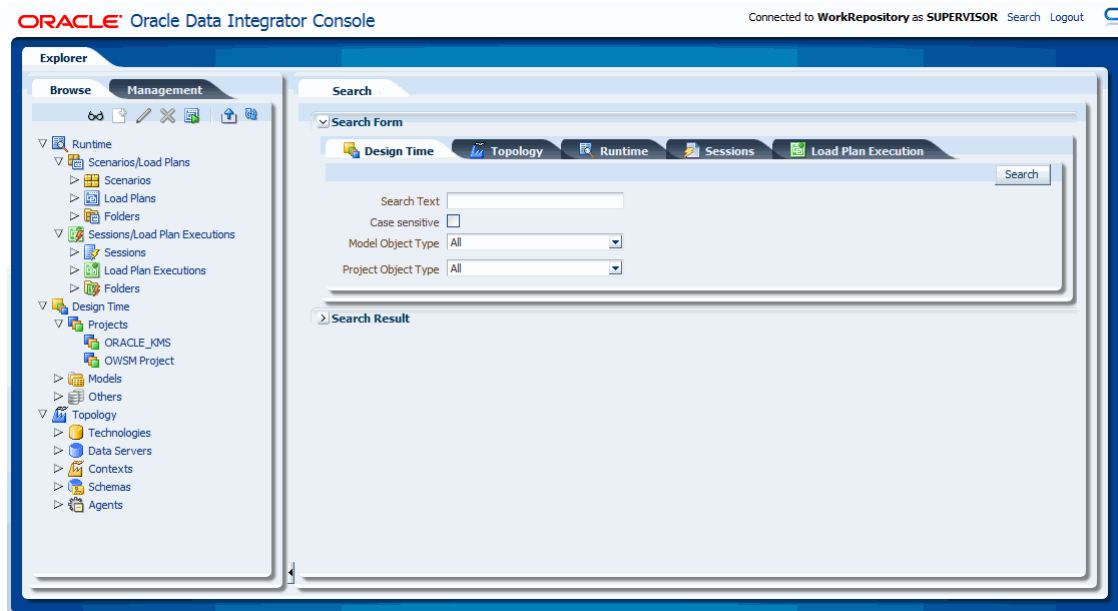 ORACLE Oracle Data Integrator Console
Connected to WorkRepository as SUPERVISOR Search Logout
Explorer
Browse Management
Runtime
Scenarios/Load Plans
Scenarios
Load Plans
Folders
Sessions/Load Plan Executions
Sessions
Load Plan Executions
Folders
Design Time
Projects
ORACLE_KMS
OWSM Project
Models
Others
Topology
Technologies
Data Servers
Contexts
Schemas
Agents
Search
Search Form
Design Time Topology Runtime Sessions Load Plan Execution
Search
Search Text
Case sensitive
Model Object Type All
Project Object Type All
Search Result